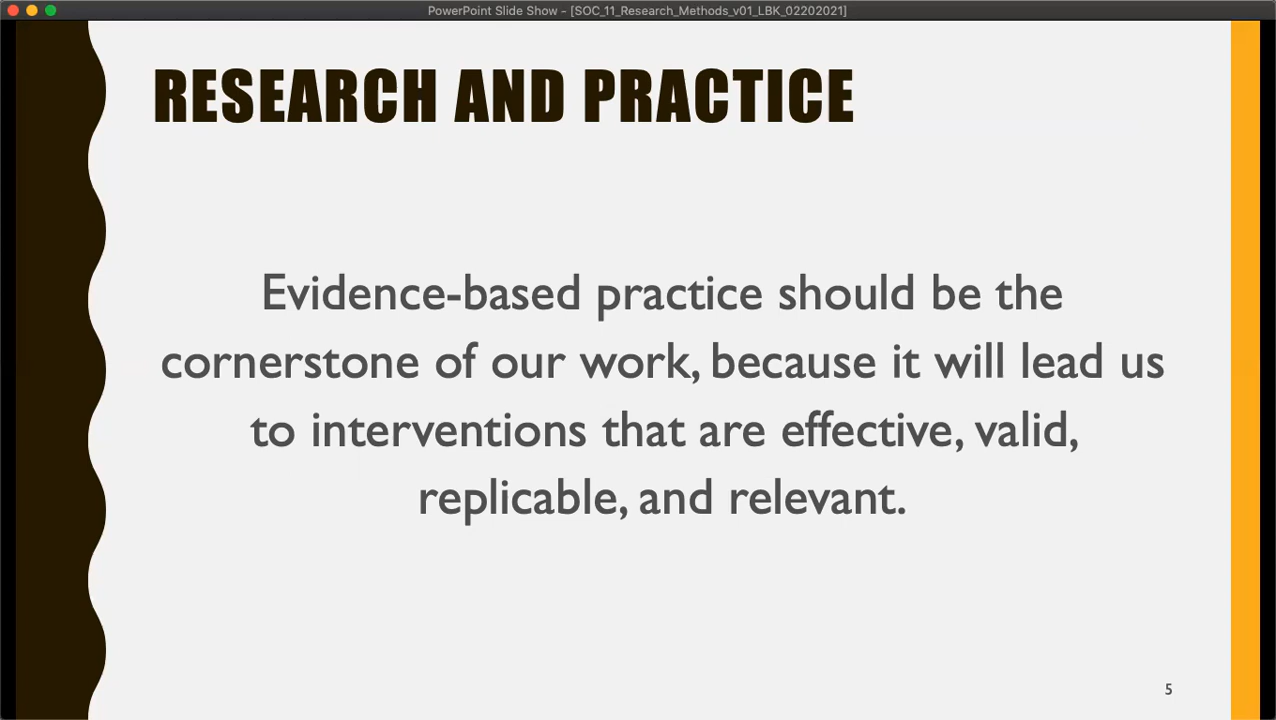 PowerPoint Slide Show - [SOC_11_Research_Methods_v01_LBK_02202021]
RESEARCH AND PRACTICE
Evidence-based practice should be the
cornerstone of our work, because it will lead us
to interventions that are effective, valid,
replicable, and relevant.
5